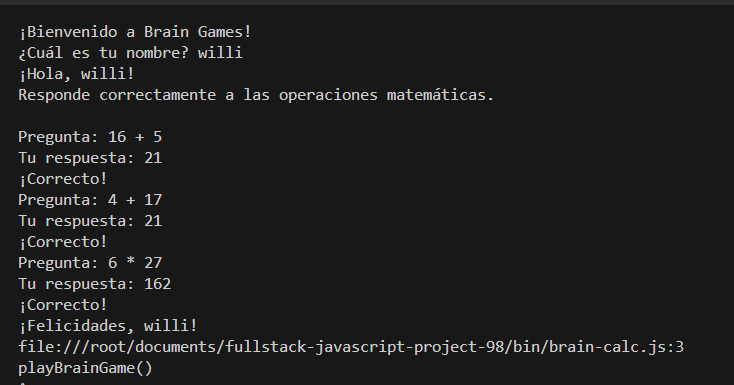 ¡Bienvenido a Brain Games!
¿Cuál es tu nombre? willi
¡Hola, willi!
Responde correctamente a las operaciones matemáticas.
Pregunta: 16 + 5
Tu respuesta: 21
¡Correcto!
Pregunta: 4 + 17
Tu respuesta: 21
¡Correcto!
Pregunta: 6 * 27
Tu respuesta: 162
¡Correcto!
¡Felicidades, willi!
file:///root/documents/fullstack-javascript-project-98/bin/brain-calc.js:3
playBrainGame()